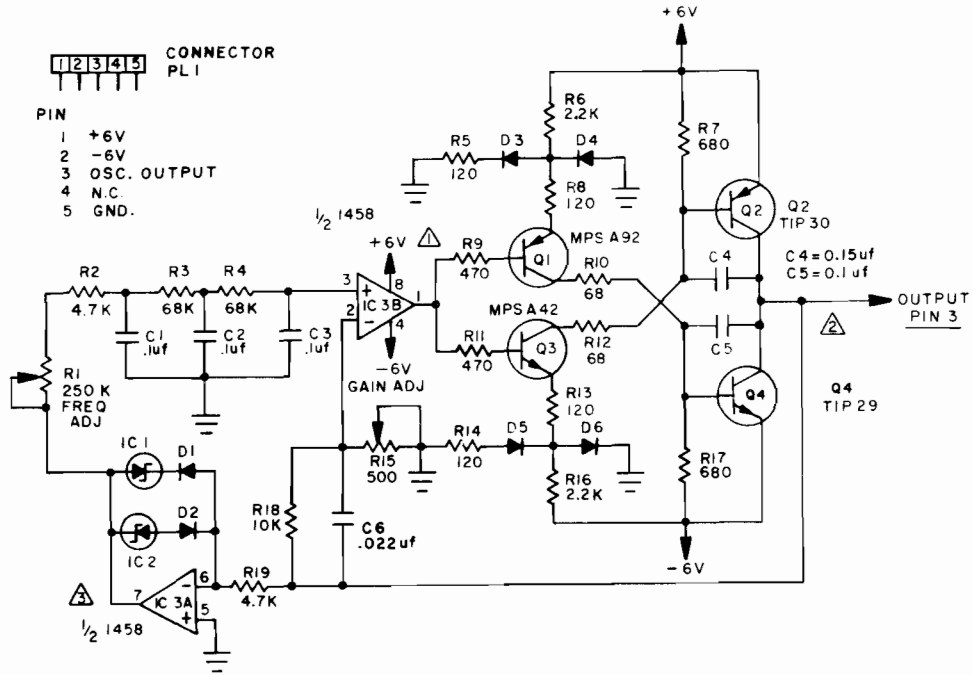 +6V
CONNECTOR
PL1
1 2 3 4 5
PIN
1 +6V
2 -6V
3 OSC. OUTPUT
4 N.C.
5 GND.
R6
2.2K
R5
120
D3
D4
R7
680
R8
120
Q2
Q2
TIP 30
1/2 1458
+6V
1
R9
470
MPS A92
Q1
R10
68
C4
C4=0.15uf
C5=0.1uf
R2
4.7K
R3
68K
R4
68K
3
+
8
IC 3B
1
2
-
4
MPS A42
OUTPUT
PIN 3
2
C1
.1uf
C2
.1uf
C3
.1uf
-6V
GAIN ADJ
R11
470
Q3
R12
68
C5
R1
250K
FREQ
ADJ
R13
120
Q4
Q4
TIP 29
IC1
D1
R15
500
R14
120
D5
D6
R17
680
R16
2.2K
D2
R18
10K
C6
.022uf
IC2
-6V
3
7
6
-
IC 3A
5
+
R19
4.7K
1/2 1458